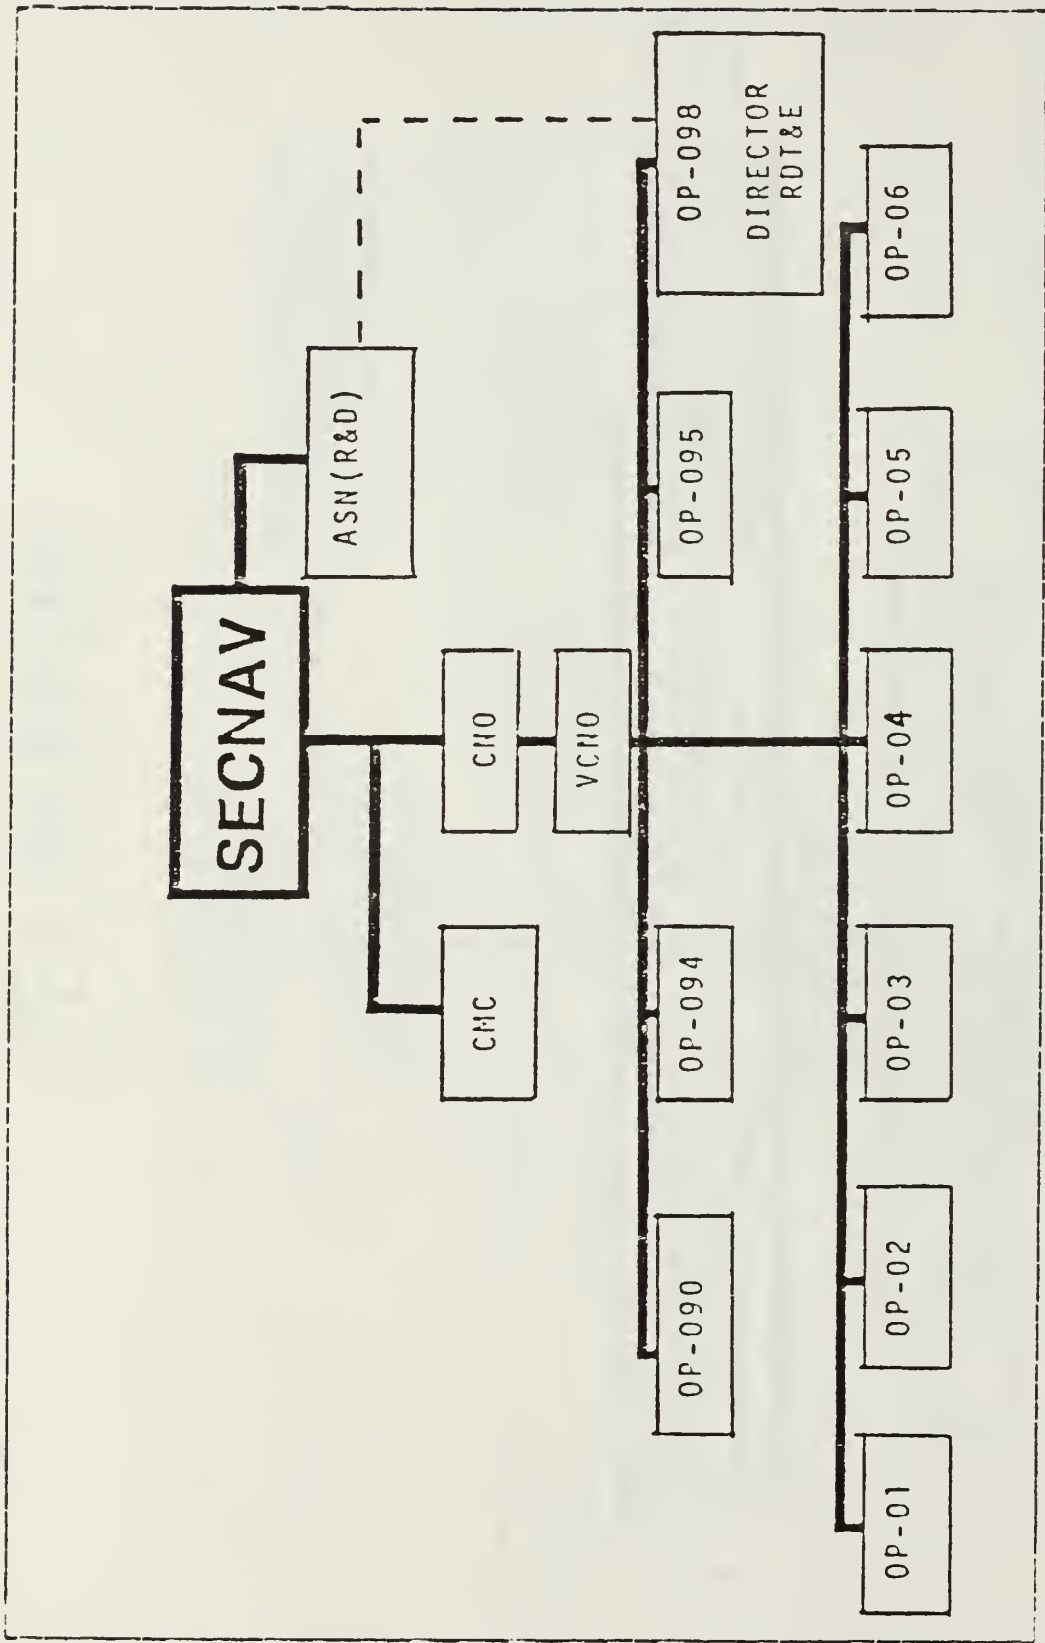 SECNAV
ASN(R&D)
CMC
CNO
VCNO
OP-090
OP-094
OP-095
OP-098
DIRECTOR
RDT&E
OP-01
OP-02
OP-03
OP-04
OP-05
OP-06